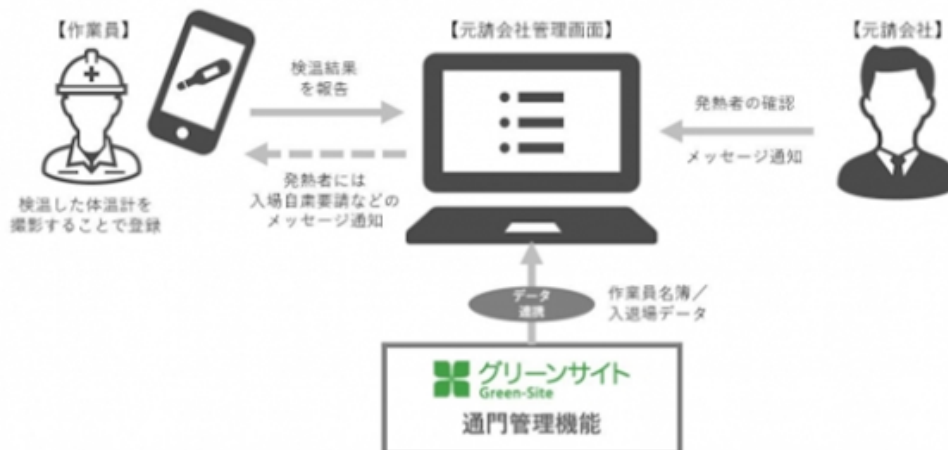 【作業員】
検温した体温計を
撮影することで登録
検温結果
を報告
発熱者には
入場自粛要請などの
メッセージ通知
【元請会社管理画面】
【元請会社】
発熱者の確認
メッセージ通知
データ
連携
作業員名簿／
入退場データ
グリーンサイト
Green-Site
通門管理機能